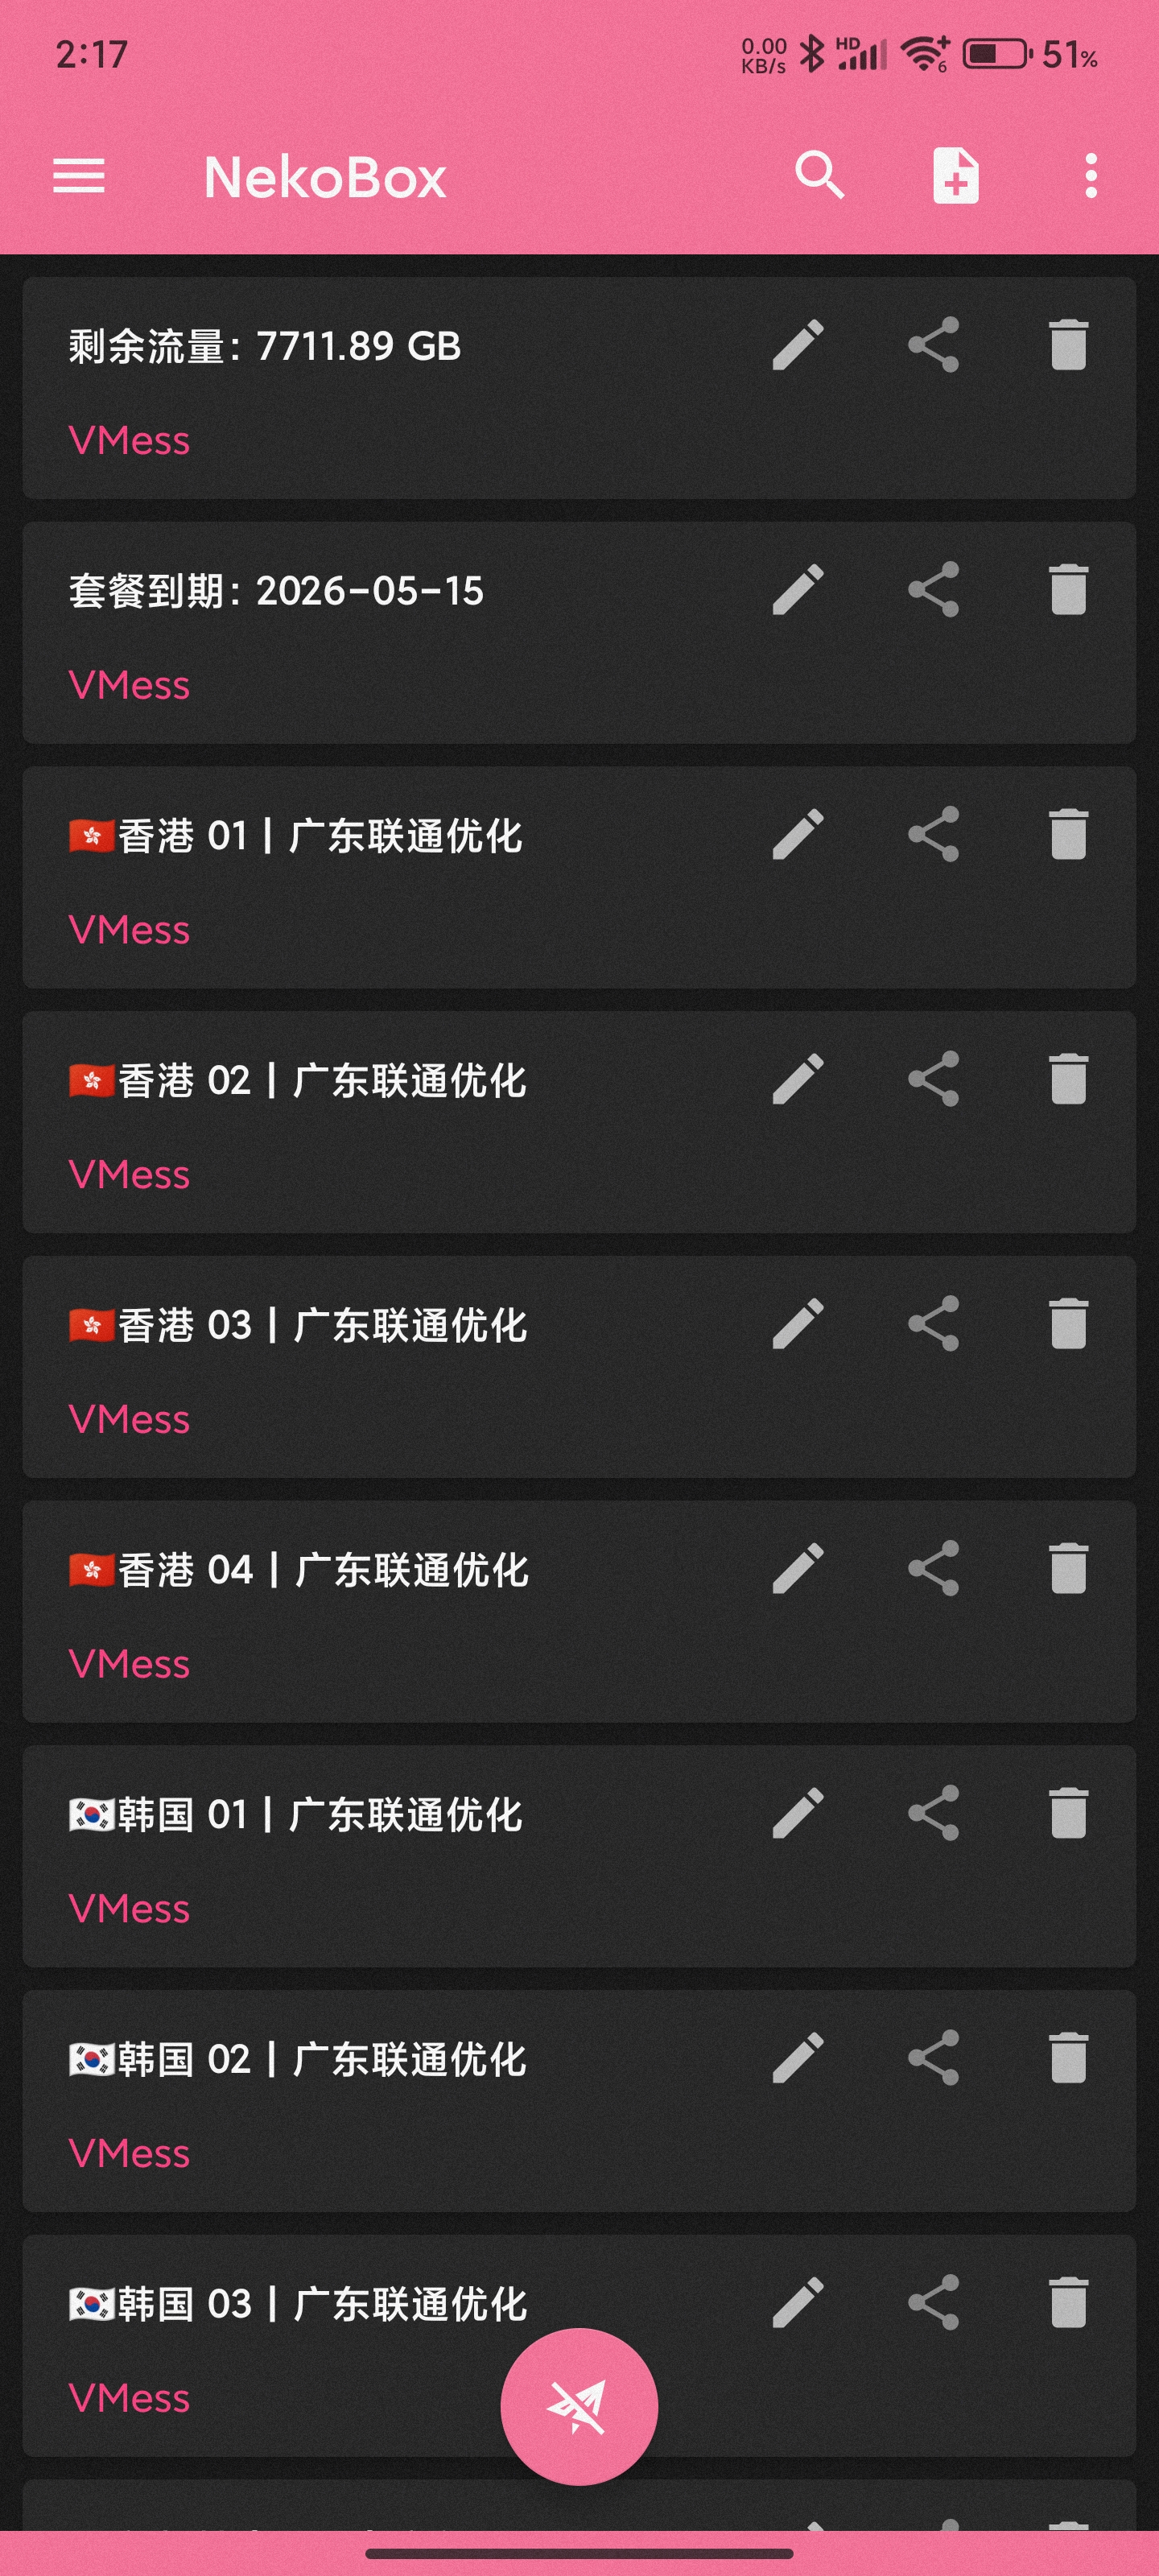 2:17
0.00
KB/s
HD
6
51%
NekoBox
剩余流量: 7711.89 GB
VMess
套餐到期: 2026-05-15
VMess
🇭🇰香港 01 | 广东联通优化
VMess
🇭🇰香港 02 | 广东联通优化
VMess
🇭🇰香港 03 | 广东联通优化
VMess
🇭🇰香港 04 | 广东联通优化
VMess
🇰🇷韩国 01 | 广东联通优化
VMess
🇰🇷韩国 02 | 广东联通优化
VMess
🇰🇷韩国 03 | 广东联通优化
VMess